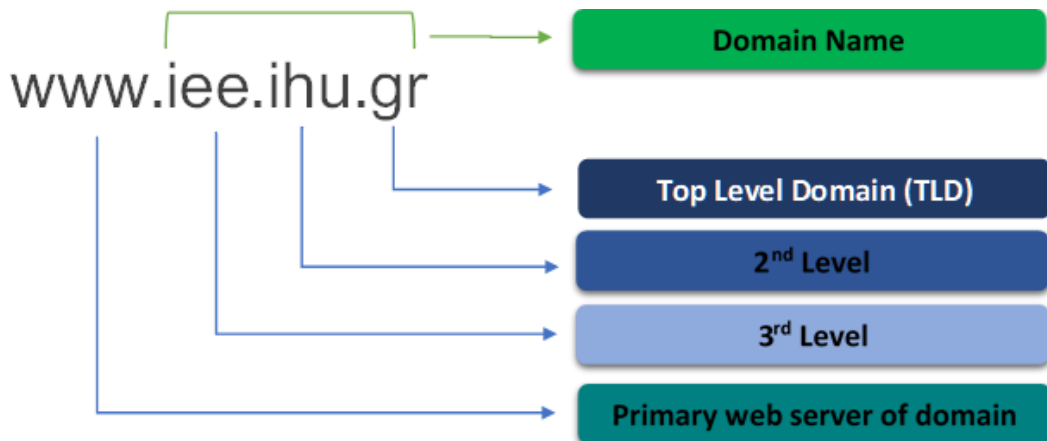 Domain Name
www.iee.ihu.gr
Top Level Domain (TLD)
2nd Level
3rd Level
Primary web server of domain